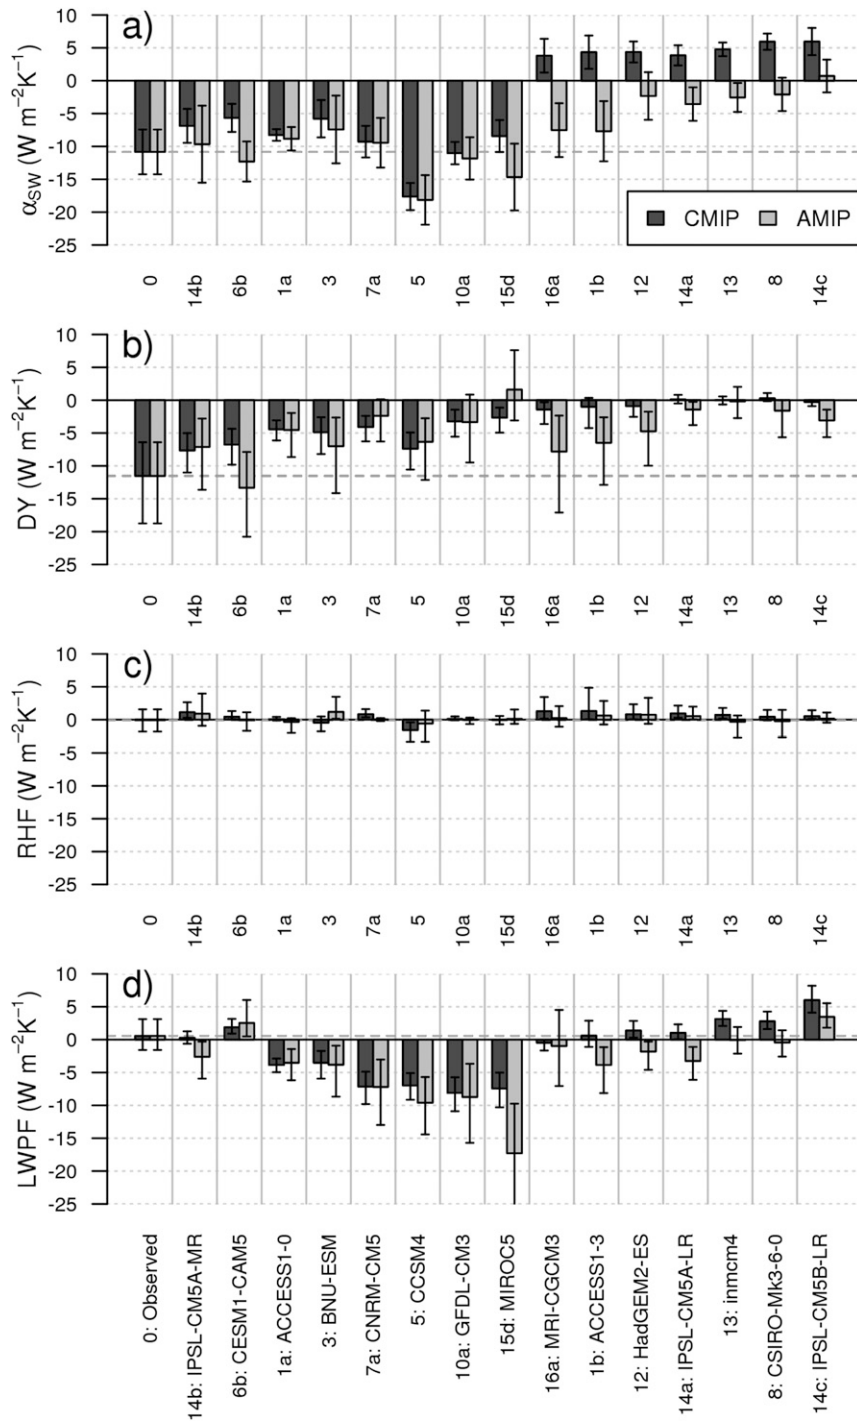 a)
α_SW (W m⁻²K⁻¹)
10
5
0
-5
-10
-15
-20
-25
CMIP AMIP
0 14b 6b 1a 3 7a 5 10a 15d 16a 1b 12 14a 13 8 14c
b)
DY (W m⁻²K⁻¹)
10
5
0
-5
-10
-15
-20
-25
0 14b 6b 1a 3 7a 5 10a 15d 16a 1b 12 14a 13 8 14c
c)
RHF (W m⁻²K⁻¹)
10
5
0
-5
-10
-15
-20
-25
0 14b 6b 1a 3 7a 5 10a 15d 16a 1b 12 14a 13 8 14c
d)
LWPF (W m⁻²K⁻¹)
10
5
0
-5
-10
-15
-20
-25
0: Observed
14b: IPSL-CM5A-MR
6b: CESM1-CAM5
1a: ACCESS1-0
3: BNU-ESM
7a: CNRM-CM5
5: CCSM4
10a: GFDL-CM3
15d: MIROC5
16a: MRI-CGCM3
1b: ACCESS1-3
12: HadGEM2-ES
14a: IPSL-CM5A-LR
13: inmcm4
8: CSIRO-Mk3-6-0
14c: IPSL-CM5B-LR